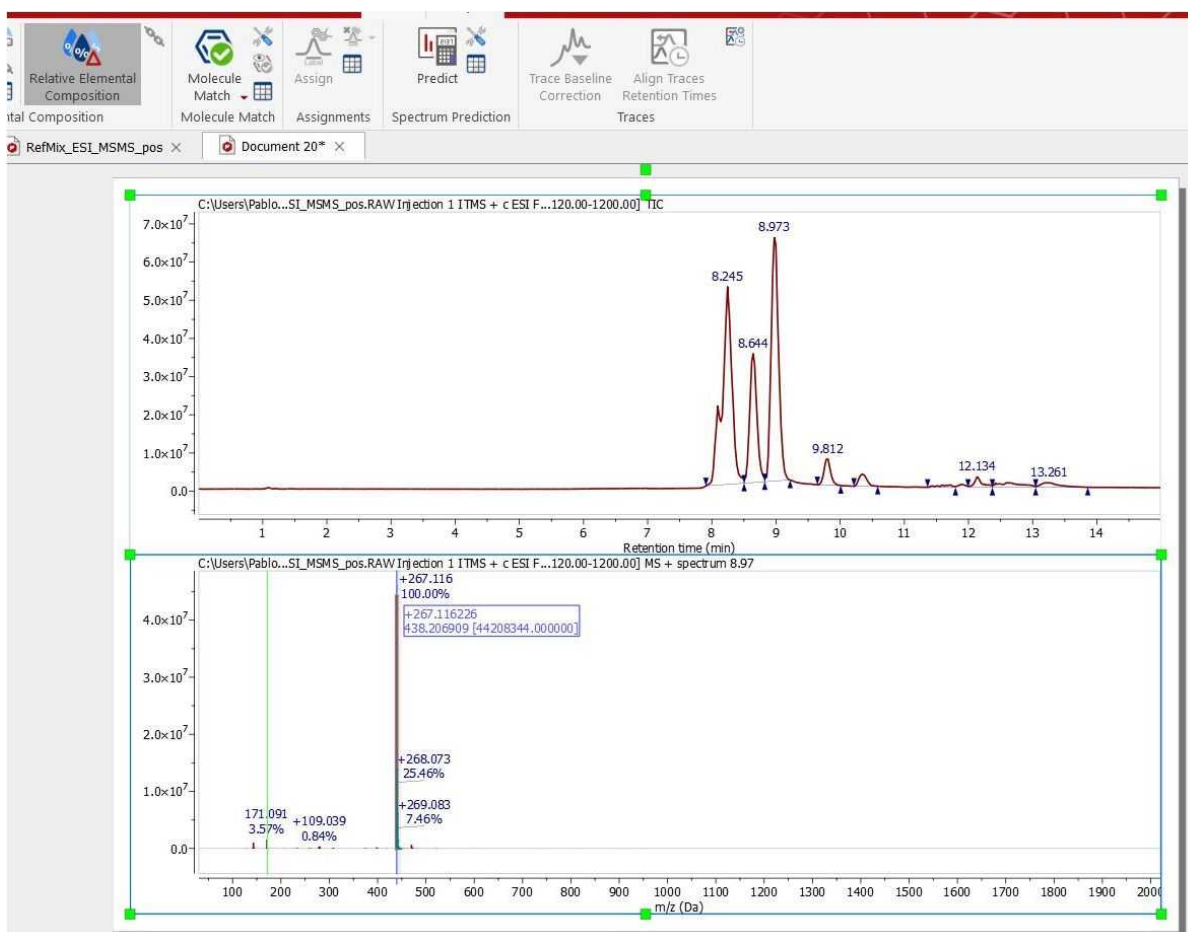 Relative Elemental
Composition
Molecule
Match
Assign
Predict
Trace Baseline
Correction
Align Traces
Retention Times
ntal Composition
Molecule Match
Assignments
Spectrum Prediction
Traces
RefMix_ESI_MSMS_pos
Document 20*
C:\Users\Pablo...SI_MSMS_pos.RAW Injection 1 ITMS + c ESI F...120.00-1200.00] TIC
7.0×10⁷
6.0×10⁷
5.0×10⁷
4.0×10⁷
3.0×10⁷
2.0×10⁷
1.0×10⁷
0.0
8.245
8.644
8.973
9.812
12.134
13.261
1 2 3 4 5 6 7 8 9 10 11 12 13 14
Retention time (min)
C:\Users\Pablo...SI_MSMS_pos.RAW Injection 1 ITMS + c ESI F...120.00-1200.00] MS + spectrum 8.97
4.0×10⁷
3.0×10⁷
2.0×10⁷
1.0×10⁷
0.0
+267.116
100.00%
+267.116226
438.206909 [44208344.000000]
+268.073
25.46%
+269.083
7.46%
171.091
3.57%
+109.039
0.84%
100 200 300 400 500 600 700 800 900 1000 1100 1200 1300 1400 1500 1600 1700 1800 1900 2000
m/z (Da)